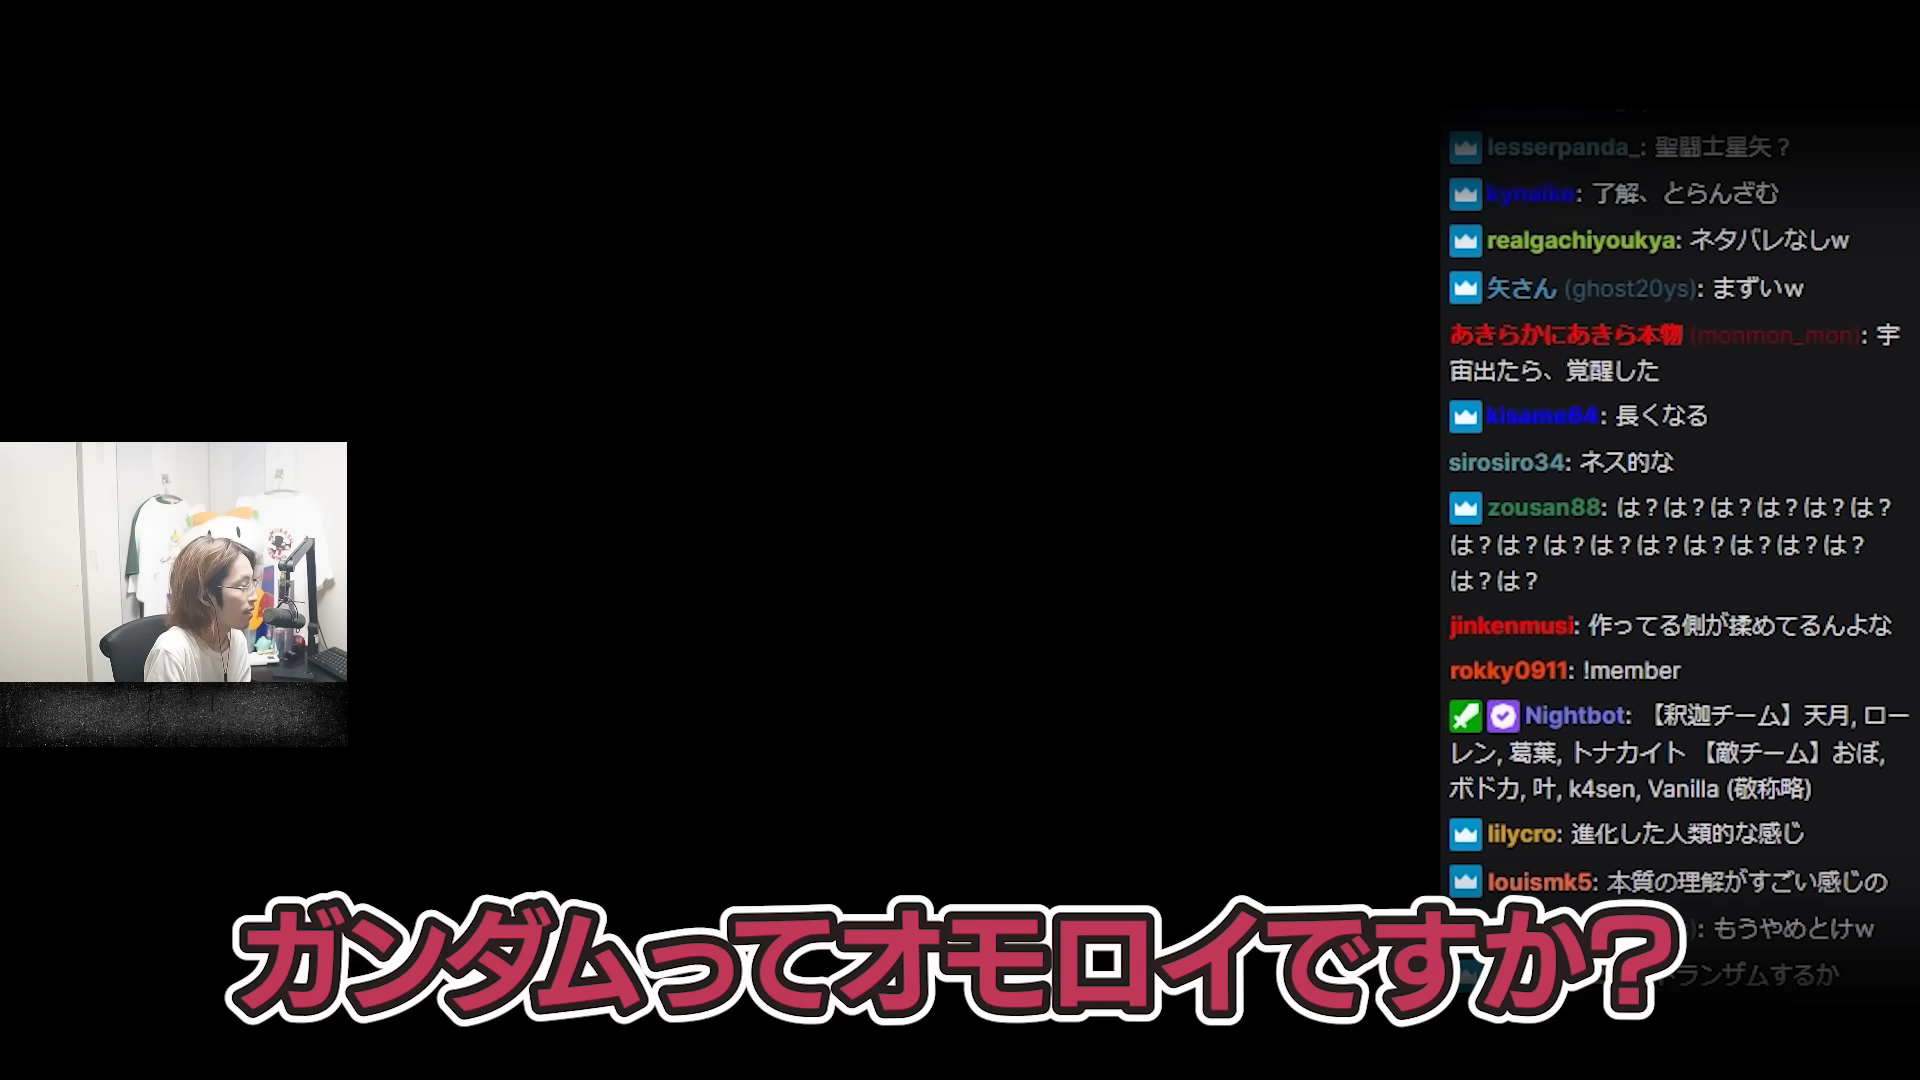 lesserpanda_: 聖闘士星矢？
kynaike: 了解、とらんざむ
realgachiyoukya: ネタバレなしw
矢さん (ghost20ys): まずいw
あきらかにあきら本物 (monmon_mon): 宇
宙出たら、覚醒した
kisame64: 長くなる
sirosiro34: ネス的な
zousan88: は？は？は？は？は？は？
は？は？は？は？は？は？は？は？は？
は？は？
jinkenmusi: 作ってる側が揉めてるんよな
rokky0911: !member
Nightbot: 【釈迦チーム】天月, ロー
レン, 葛葉, トナカイト 【敵チーム】おぼ,
ボドカ, 叶, k4sen, Vanilla (敬称略)
lilycro: 進化した人類的な感じ
louismk5: 本質の理解がすごい感じの
): もうやめとけw
トランザムするか
ガンダムってオモロイですか？